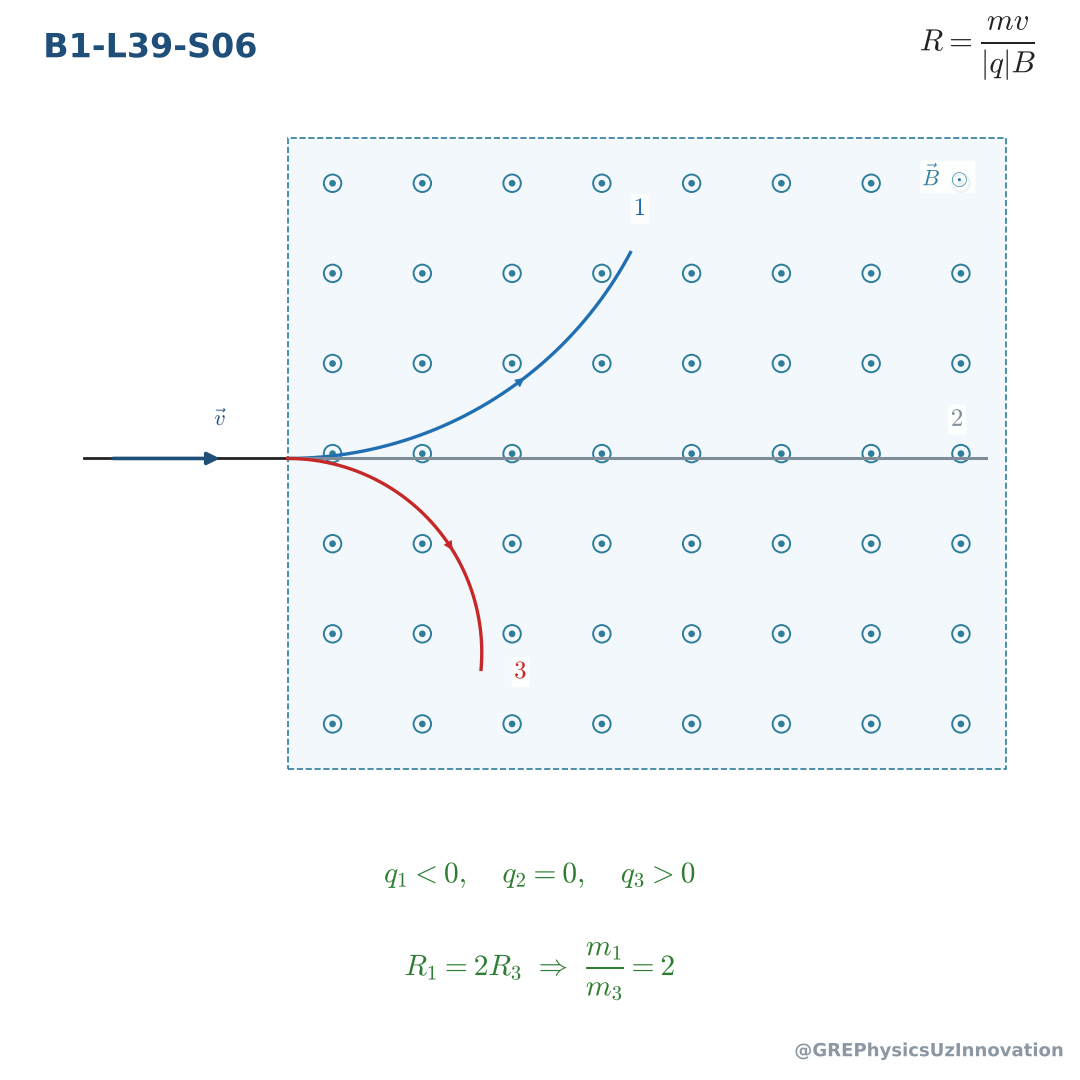 B1-L39-S06
R = mv / |q|B
B⃗ ⊙
1
v⃗
2
3
q₁ < 0, q₂ = 0, q₃ > 0
R₁ = 2R₃ ⇒ m₁ / m₃ = 2
@GREPhysicsUzInnovation